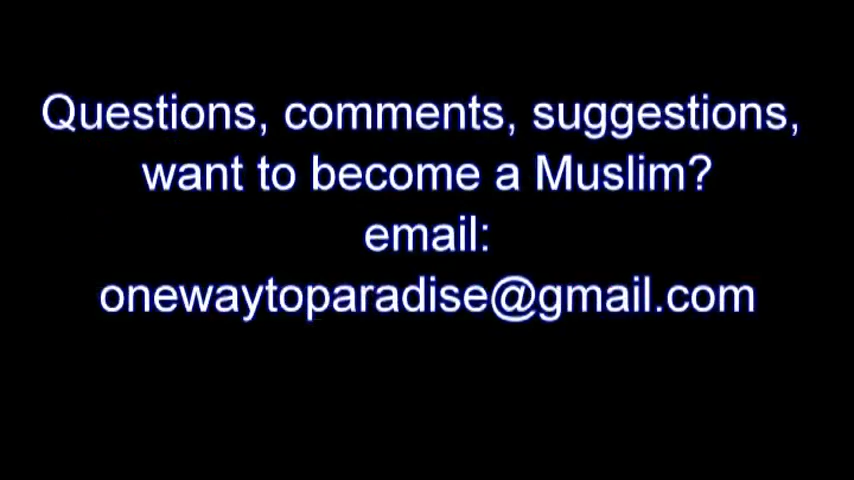 Questions, comments, suggestions,
want to become a Muslim?
email:
onewaytoparadise@gmail.com